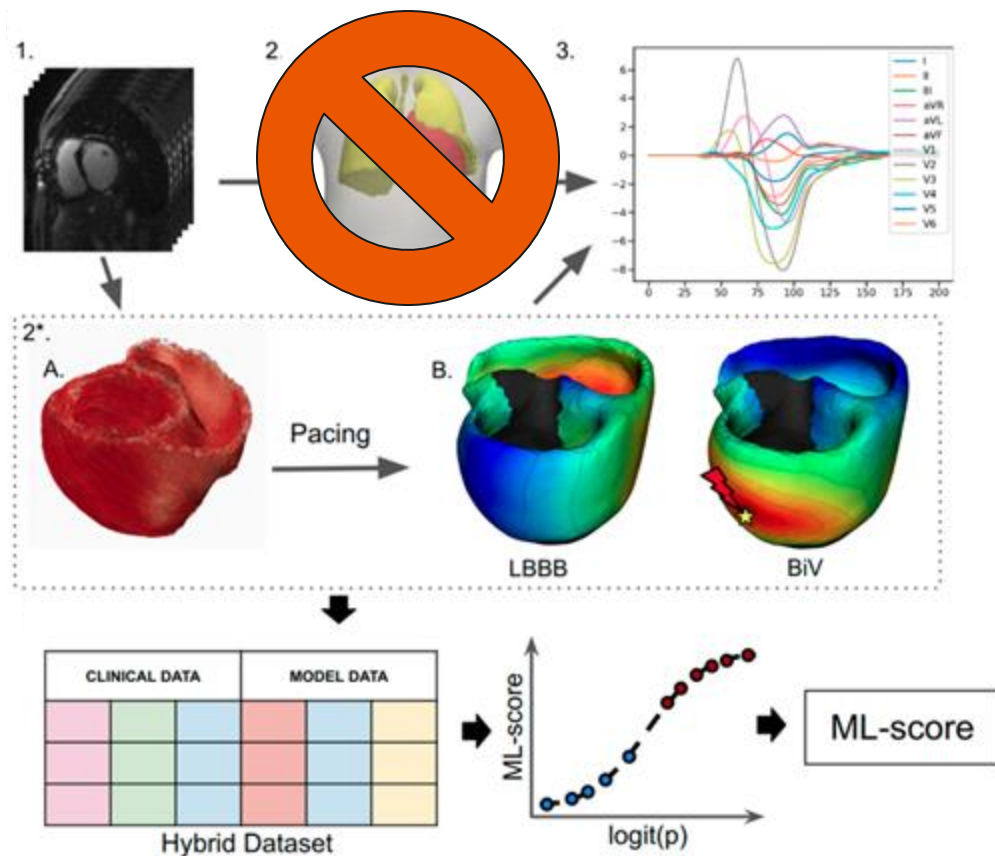 1.
2
3.
6
4
2
0
−2
−4
−6
−8
0
25
50
75
100
125
150
175
200
I
II
III
aVR
aVL
aVF
V1
V2
V3
V4
V5
V6
2*.
A.
Pacing
B.
LBBB
BiV
CLINICAL DATA
MODEL DATA
Hybrid Dataset
ML-score
logit(p)
ML-score